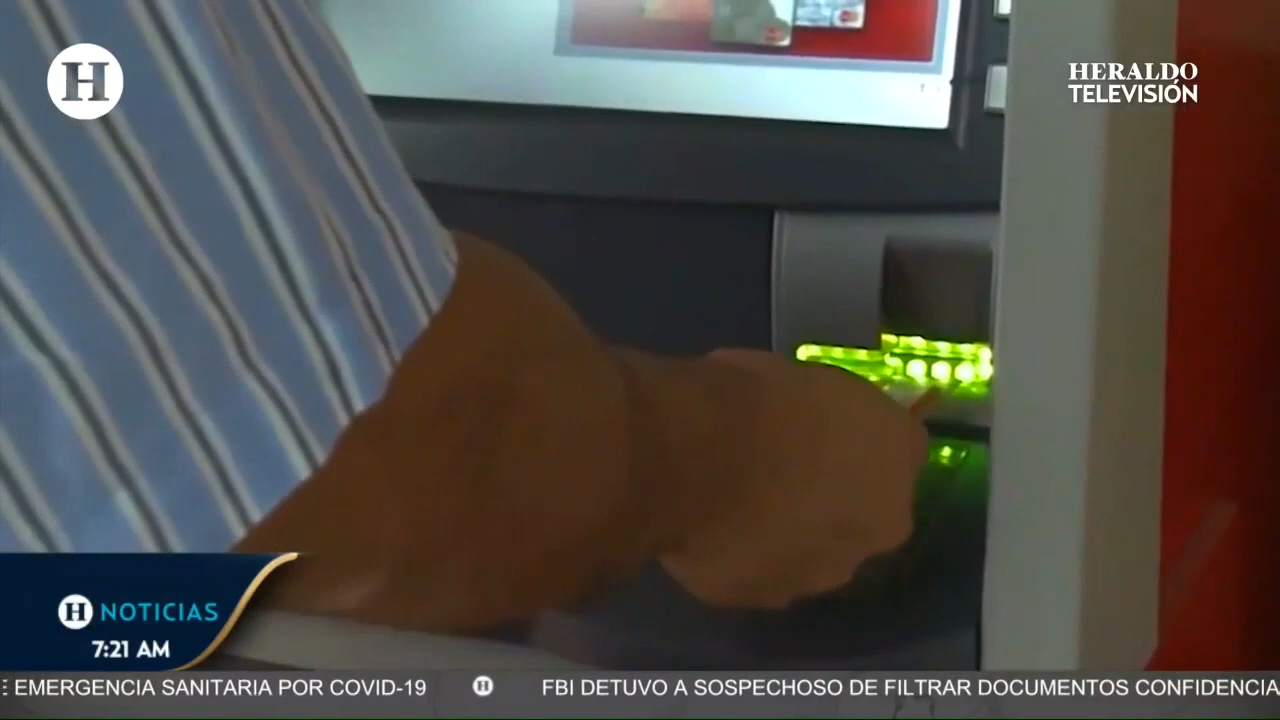 H
HERALDO
TELEVISIÓN
H NOTICIAS
7:21 AM
EMERGENCIA SANITARIA POR COVID-19
H
FBI DETUVO A SOSPECHOSO DE FILTRAR DOCUMENTOS CONFIDENCIA